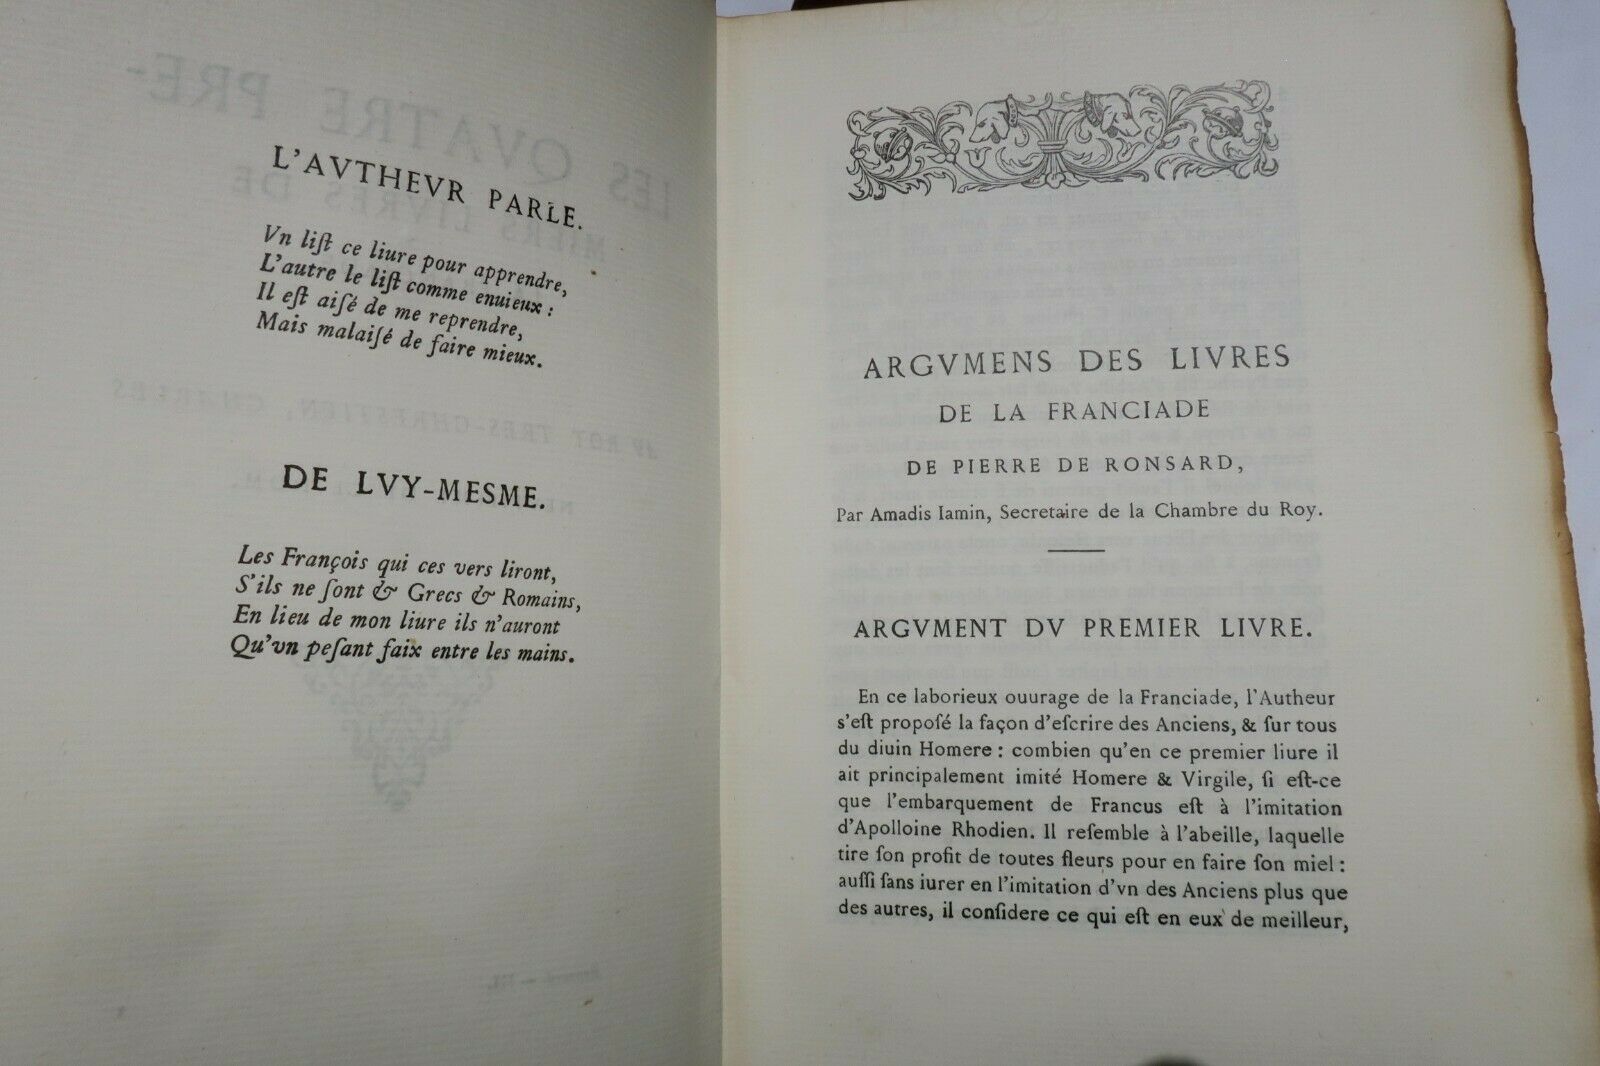 L'AVTHEVR PARLE.
Vn liſt ce liure pour apprendre,
L'autre le liſt comme enuieux :
Il eſt aiſé de me reprendre,
Mais malaiſé de faire mieux.
DE LVY-MESME.
Les François qui ces vers liront,
S'ils ne ſont & Grecs & Romains,
En lieu de mon liure ils n'auront
Qu'vn peſant faix entre les mains.
ARGVMENS DES LIVRES
DE LA FRANCIADE
DE PIERRE DE RONSARD,
Par Amadis Iamin, Secretaire de la Chambre du Roy.
ARGVMENT DV PREMIER LIVRE.
En ce laborieux ouurage de la Franciade, l'Autheur
s'eſt propoſé la façon d'eſcrire des Anciens, & ſur tous
du diuin Homere : combien qu'en ce premier liure il
ait principalement imité Homere & Virgile, ſi eſt-ce
que l'embarquement de Francus eſt à l'imitation
d'Apolloine Rhodien. Il reſemble à l'abeille, laquelle
tire ſon profit de toutes fleurs pour en faire ſon miel :
auſſi ſans iurer en l'imitation d'vn des Anciens plus que
des autres, il conſidere ce qui eſt en eux de meilleur,